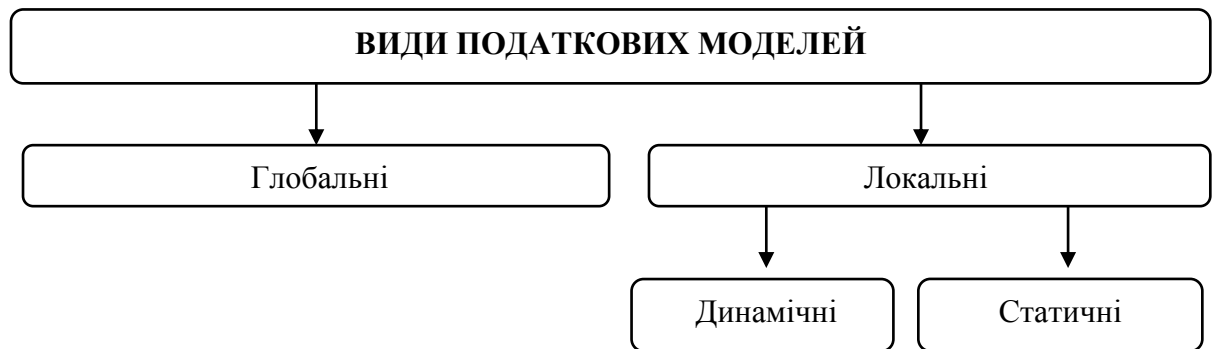 ВИДИ ПОДАТКОВИХ МОДЕЛЕЙ
Глобальні
Локальні
Динамічні
Статичні